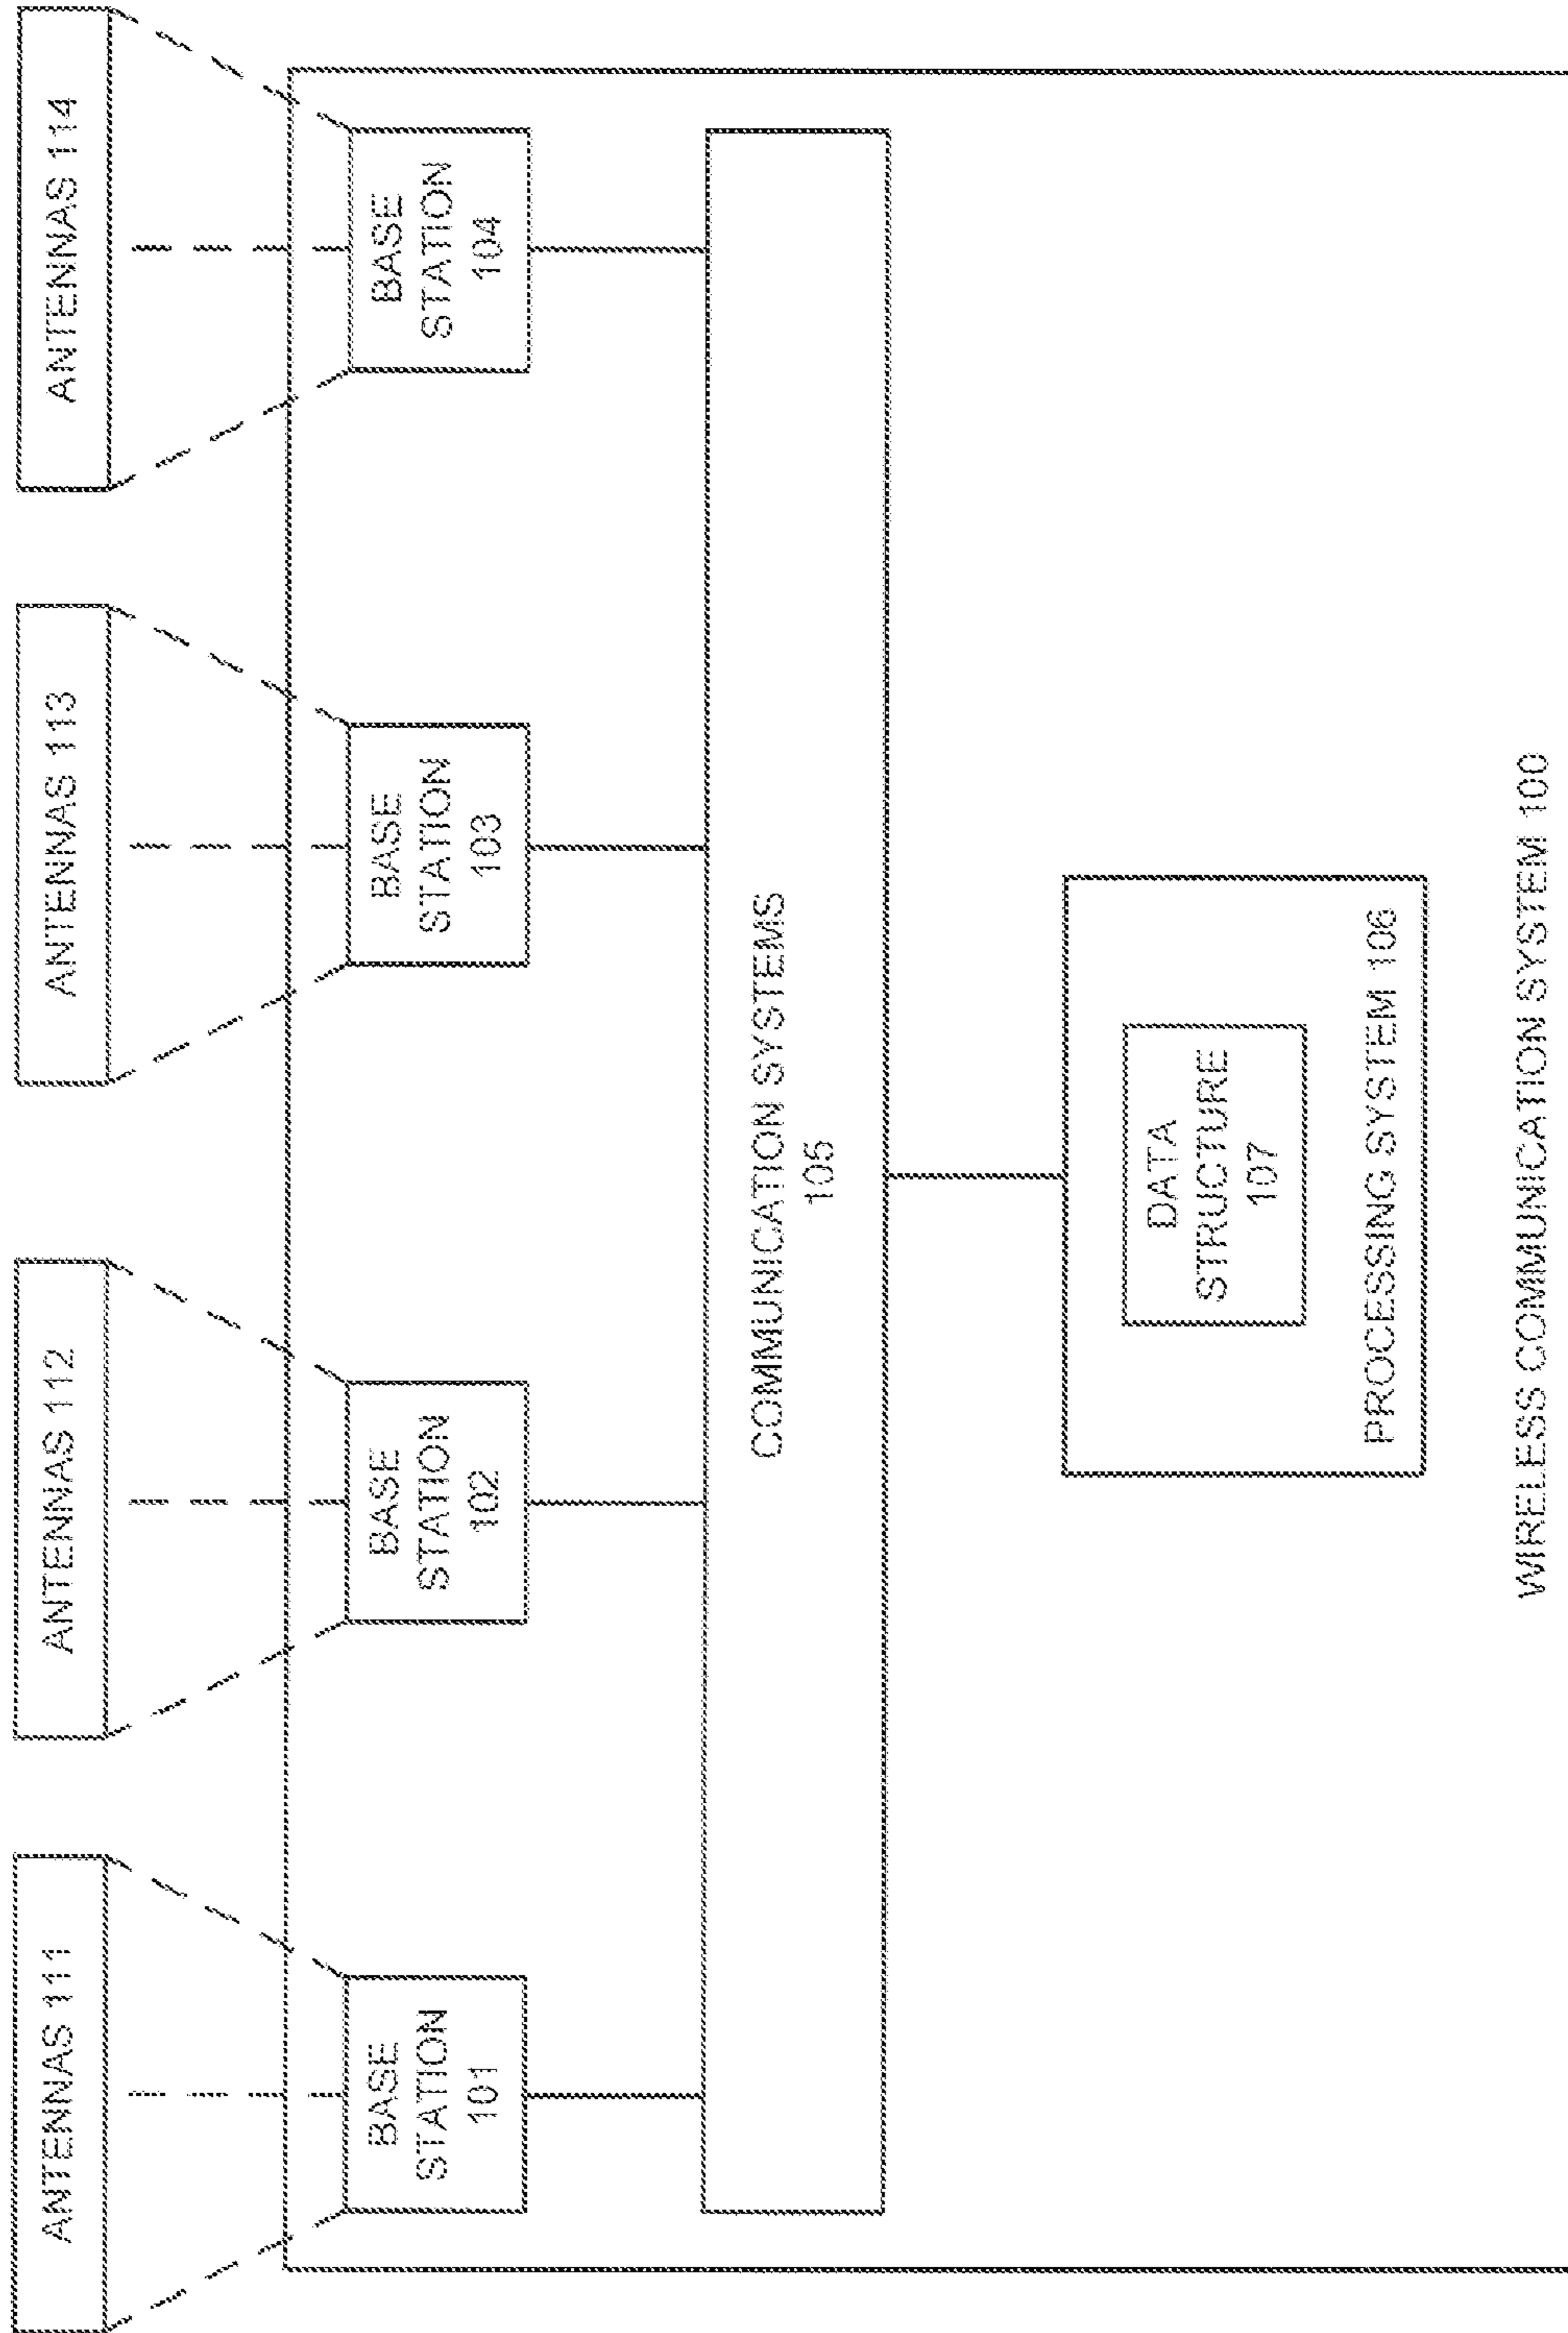 ANTENNAS 111
ANTENNAS 112
ANTENNAS 113
ANTENNAS 114
BASE
STATION
101
BASE
STATION
102
BASE
STATION
103
BASE
STATION
104
COMMUNICATION SYSTEMS
105
DATA
STRUCTURE
107
PROCESSING SYSTEM 106
WIRELESS COMMUNICATION SYSTEM 100